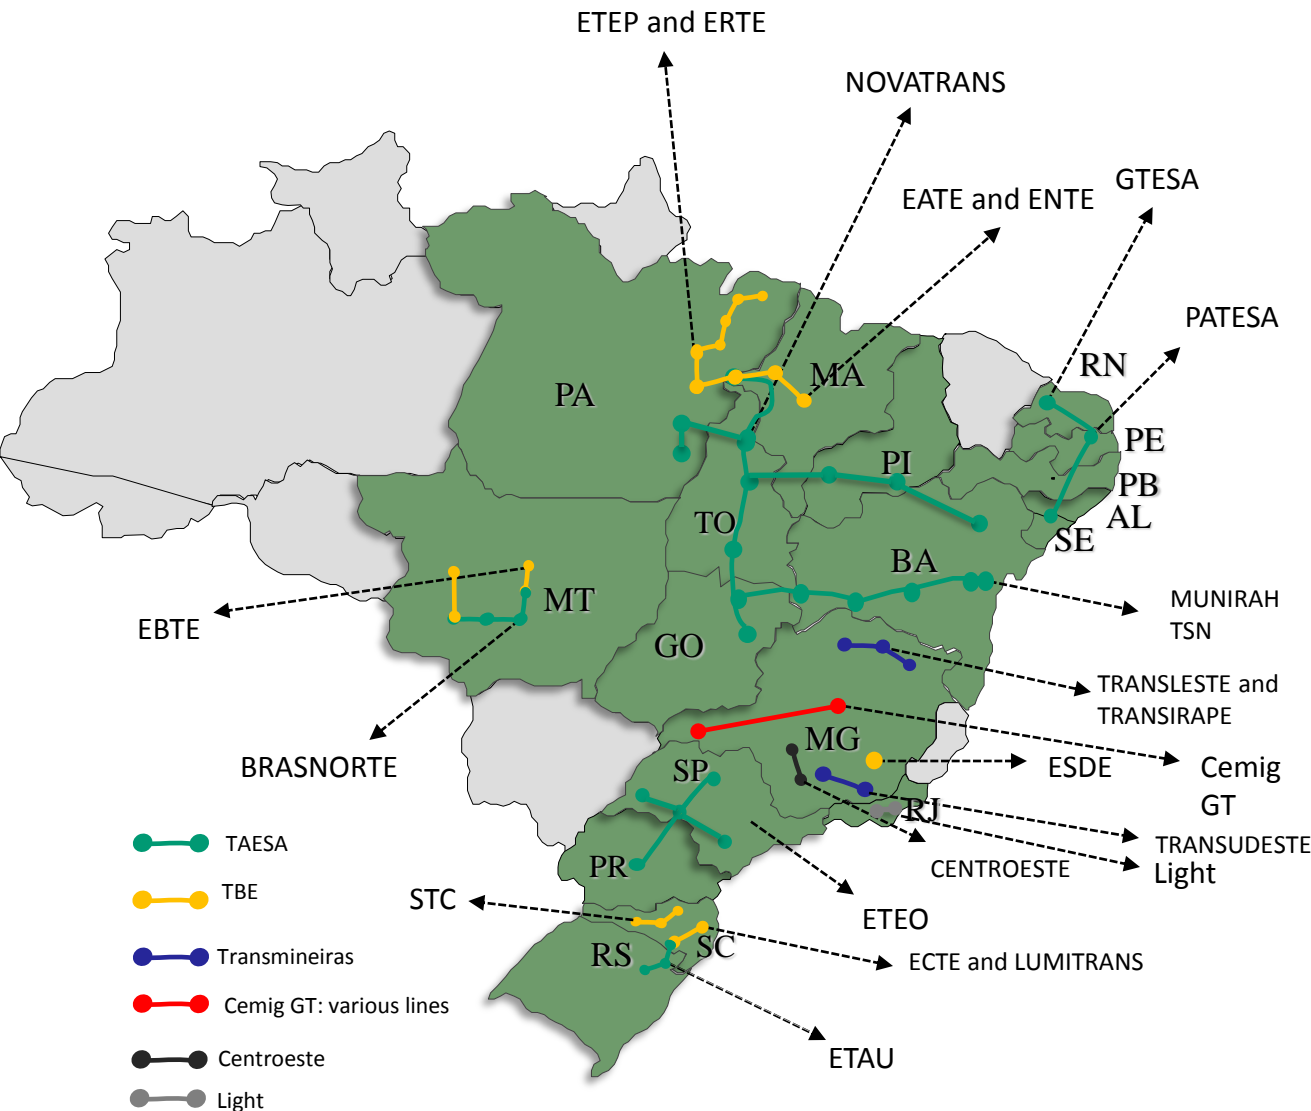 ETEP and ERTE
NOVATRANS
GTESA
EATE and ENTE
PATESA
RN
MA
PA
PE
PI
PB
AL
TO
SE
BA
MT
MUNIRAH
TSN
EBTE
GO
TRANSLESTE and
TRANSIRAPE
MG
BRASNORTE
SP
ESDE
Cemig
GT
RJ
TAESA
TRANSUDESTE
PR
CENTROESTE
Light
TBE
STC
ETEO
RS
SC
Transmineiras
ECTE and LUMITRANS
Cemig GT: various lines
ETAU
Centroeste
Light